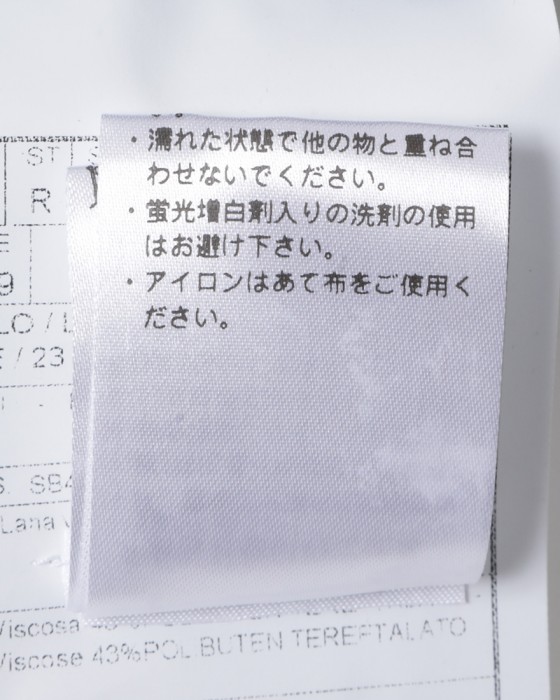 ST
R
9
LO / L
E / 23
・濡れた状態で他の物と重ね合
わせないでください。
・蛍光増白剤入りの洗剤の使用
はお避け下さい。
・アイロンはあて布をご使用く
ださい。
Lana
Viscosa
Viscose 43%POLIBUTEN TEREFTALATO